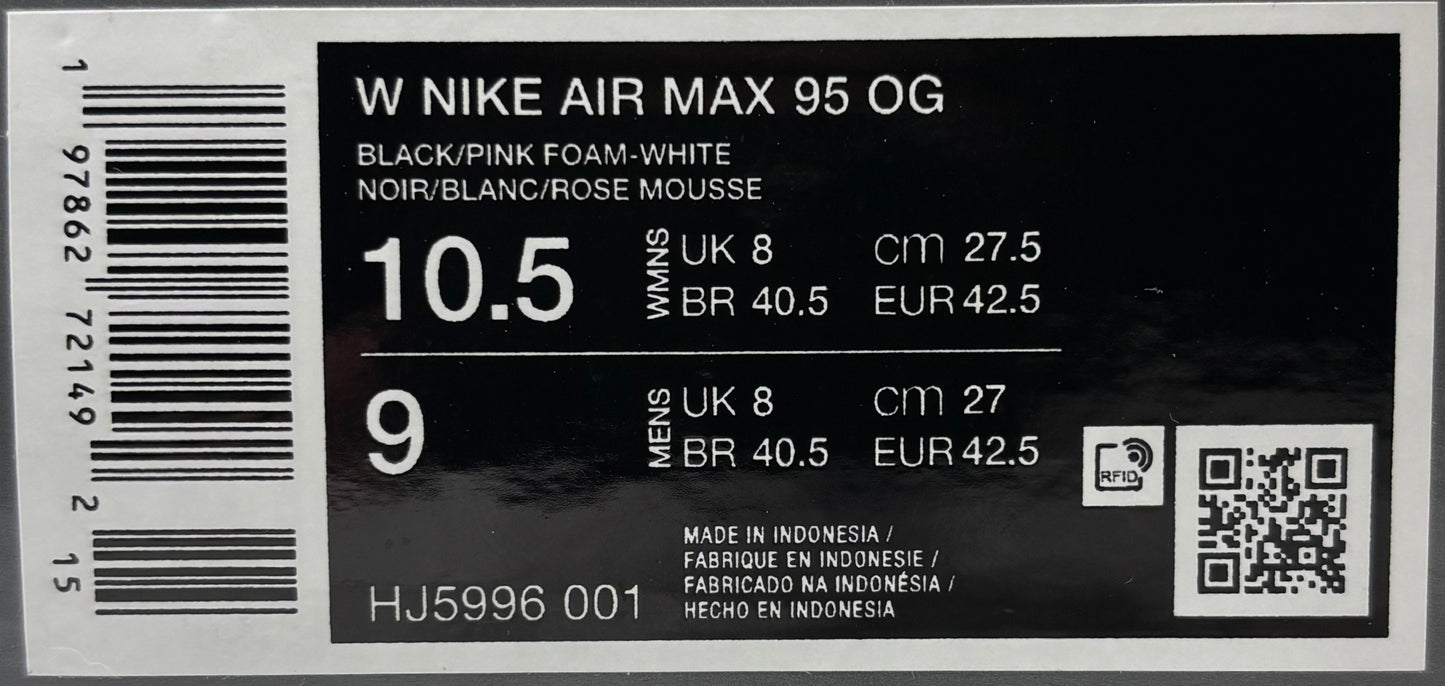 W NIKE AIR MAX 95 OG
BLACK/PINK FOAM-WHITE
NOIR/BLANC/ROSE MOUSSE
10.5
WMNS
UK 8 cm 27.5
BR 40.5 EUR 42.5
9
MENS
UK 8 cm 27
BR 40.5 EUR 42.5
RFID
MADE IN INDONESIA /
FABRIQUE EN INDONESIE /
FABRICADO NA INDONÉSIA /
HECHO EN INDONESIA
HJ5996 001
1 97862 72149 2 15